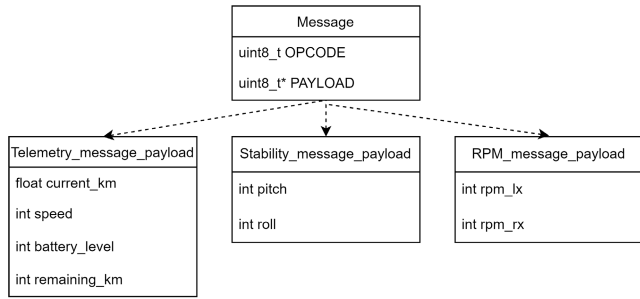 Message
uint8_t OPCODE
uint8_t* PAYLOAD
Telemetry_message_payload
float current_km
int speed
int battery_level
int remaining_km
Stability_message_payload
int pitch
int roll
RPM_message_payload
int rpm_lx
int rpm_rx